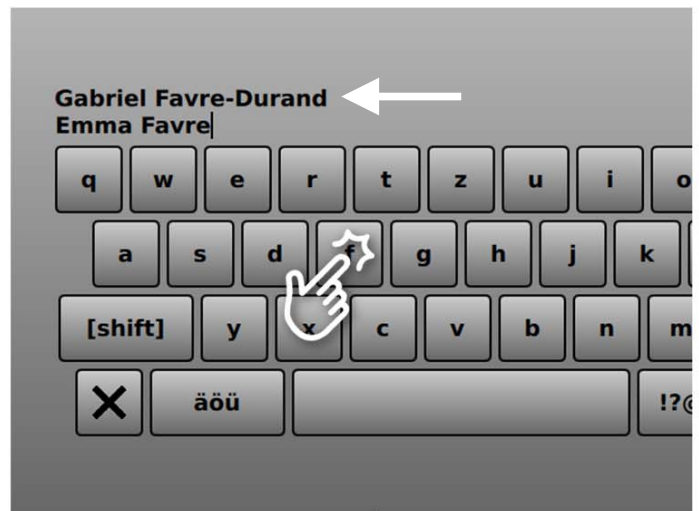 Gabriel Favre-Durand
Emma Favre
q w e r t z u i o
a s d f g h j k
[shift] y x c v b n m
äöü !?@